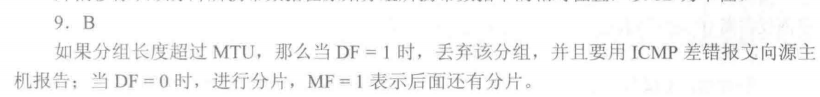 9．B
如果分组长度超过 MTU，那么当 DF = 1 时，丢弃该分组，并且要用 ICMP 差错报文向源主
机报告；当 DF = 0 时，进行分片，MF = 1 表示后面还有分片。